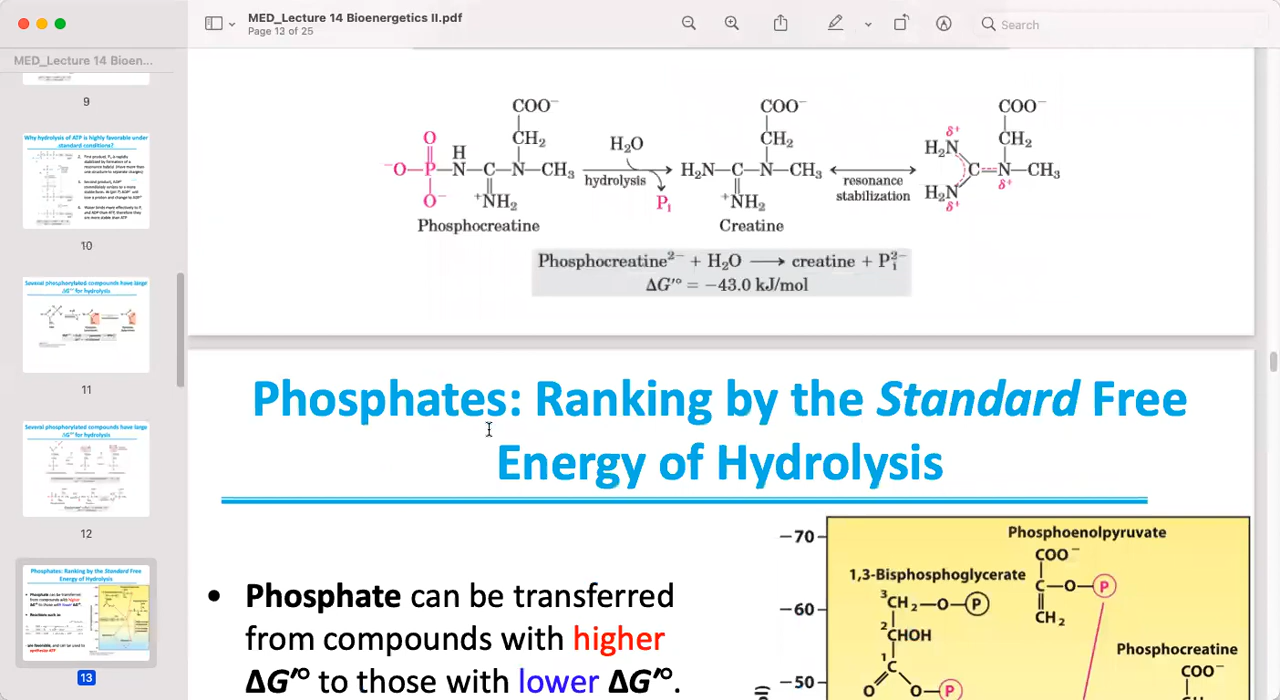 MED_Lecture 14 Bioenergetics II.pdf
Page 13 of 25
Search
MED_Lecture 14 Bioen...
9
Why hydrolysis of ATP is highly favorable under
standard conditions?
10
Several phosphorylated compounds have large
ΔG'° for hydrolysis
11
Several phosphorylated compounds have large
ΔG'° for hydrolysis
12
Phosphates: Ranking by the Standard Free
Energy of Hydrolysis
13
COO⁻ COO⁻ COO⁻
O CH₂ H₂O CH₂ δ⁺ CH₂
H H₂N
⁻O—P—N—C—N—CH₃ hydrolysis H₂N—C—N—CH₃ resonance stabilization C=N—CH₃
O⁻ ⁺NH₂ Pᵢ ⁺NH₂ H₂N δ⁺
δ⁺
Phosphocreatine Creatine
Phosphocreatine²⁻ + H₂O ⟶ creatine + Pᵢ²⁻
ΔG'° = −43.0 kJ/mol
Phosphates: Ranking by the Standard Free
Energy of Hydrolysis
• Phosphate can be transferred
from compounds with higher
ΔG'° to those with lower ΔG'°.
−70
Phosphoenolpyruvate
COO⁻
1,3-Bisphosphoglycerate
C—O—P
−60
³CH₂—O—P
CH₂
²CHOH
Phosphocreatine
¹C
COO⁻
−50
O O—P